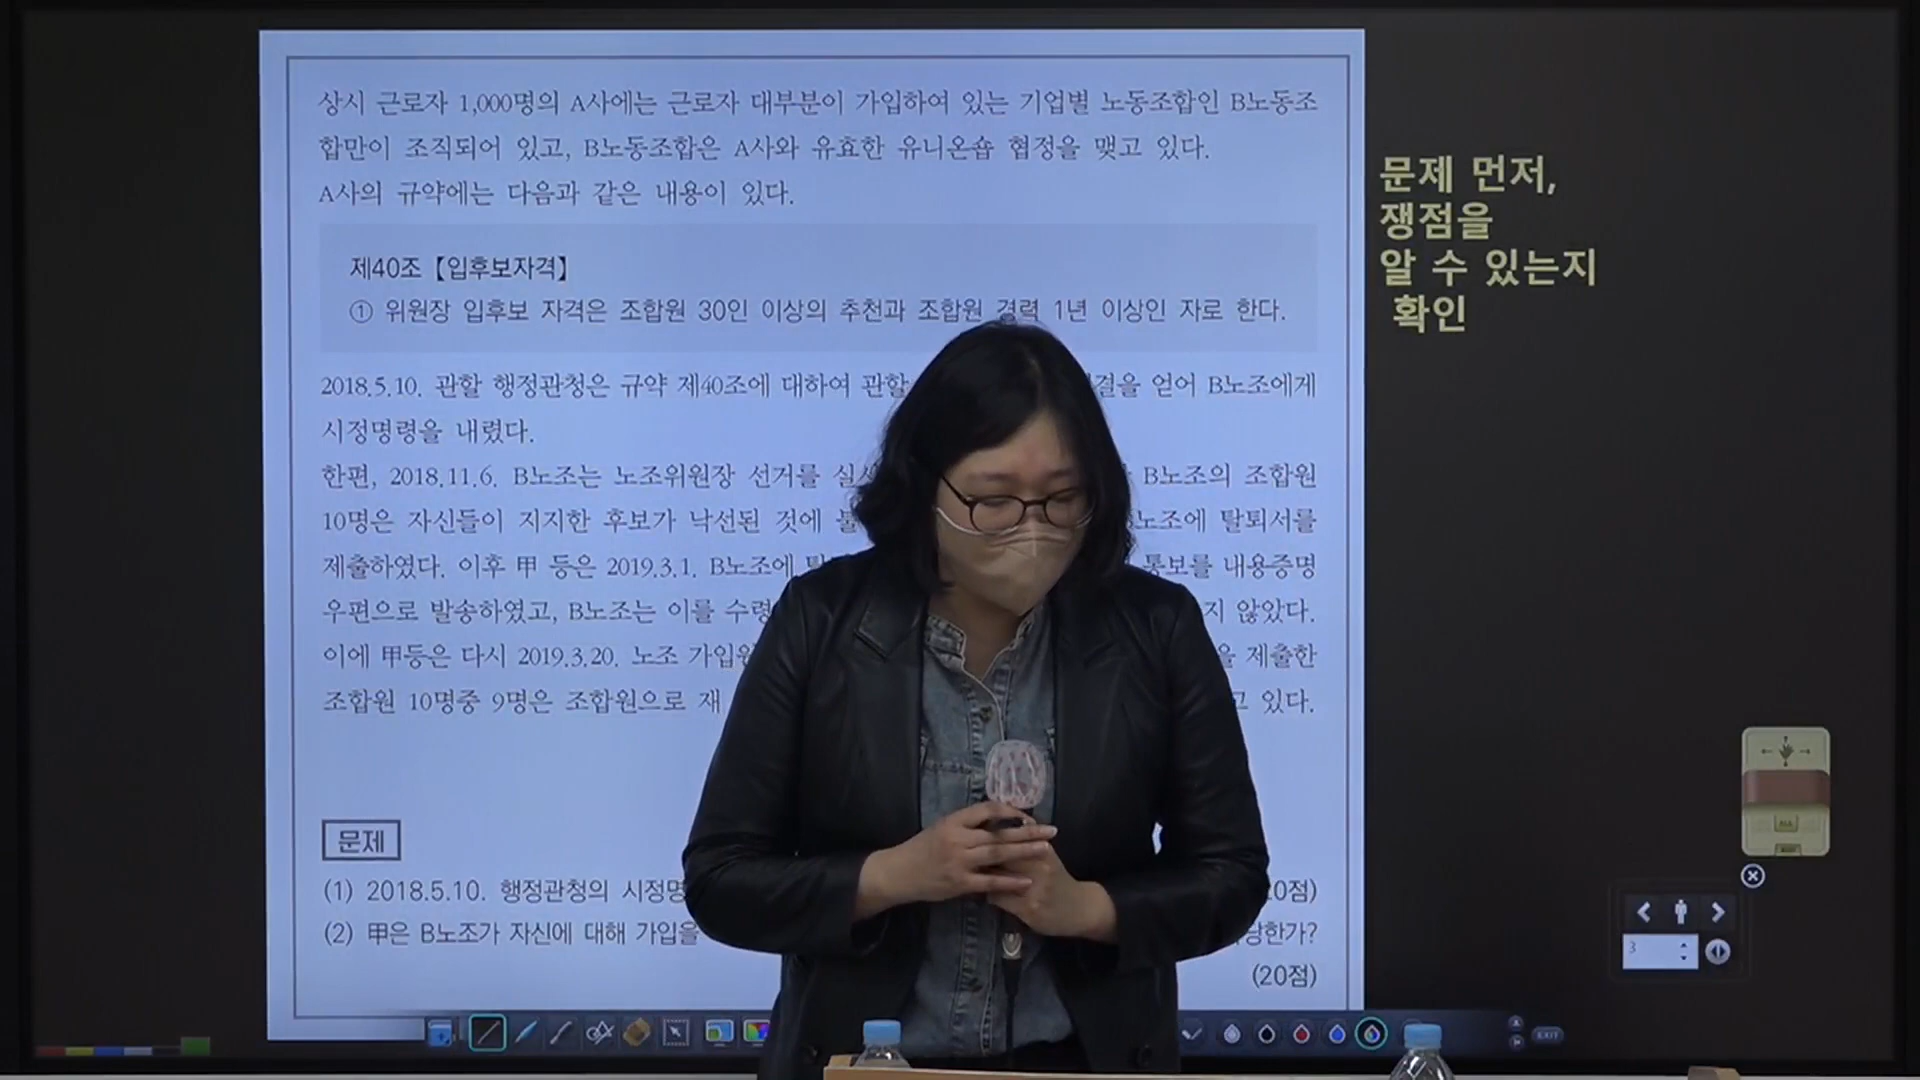 상시 근로자 1,000명의 A사에는 근로자 대부분이 가입하여 있는 기업별 노동조합인 B노동조
합만이 조직되어 있고, B노동조합은 A사와 유효한 유니온숍 협정을 맺고 있다.
A사의 규약에는 다음과 같은 내용이 있다.
제40조【입후보자격】
① 위원장 입후보 자격은 조합원 30인 이상의 추천과 조합원 경력 1년 이상인 자로 한다.
2018.5.10. 관할 행정관청은 규약 제40조에 대하여 관할 결을 얻어 B노조에게
시정명령을 내렸다.
한편, 2018.11.6. B노조는 노조위원장 선거를 B노조의 조합원
10명은 자신들이 지지한 후보가 낙선된 것에 노조에 탈퇴서를
제출하였다. 이후 甲 등은 2019.3.1. B노조에 통보를 내용증명
우편으로 발송하였고, B노조는 이를 수령 지 않았다.
이에 甲등은 다시 2019.3.20. 노조 을 제출한
조합원 10명중 9명은 조합원으로 재 고 있다.
문제
(1) 2018.5.10. 행정관청의 시정명 0점)
(2) 甲은 B노조가 자신에 대해 가입을 당한가?
(20점)
문제 먼저,
쟁점을
알 수 있는지
확인
3
EXIT